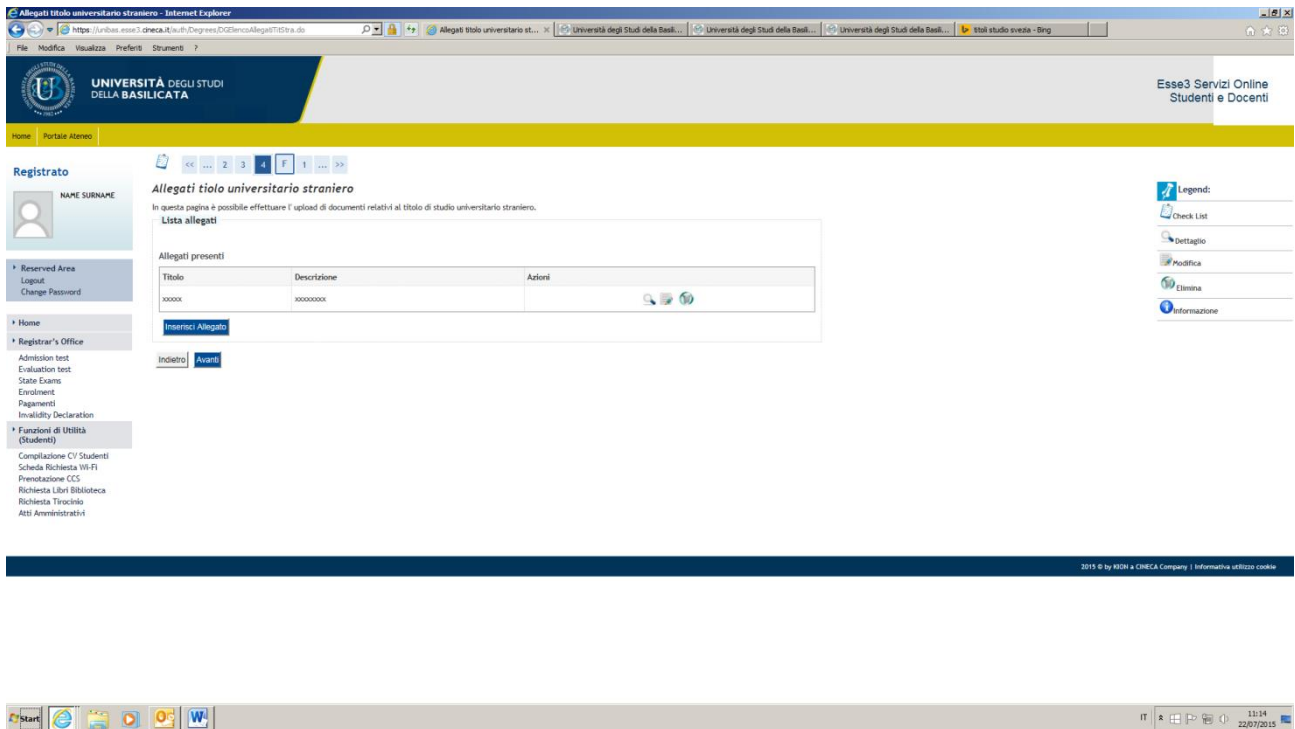 Allegati titolo universitario straniero - Internet Explorer
https://unibas.esse3.cineca.it/auth/Degrees/DGElencoAllegatiTitStra.do
Allegati titolo universitario st...
Università degli Studi della Basili...
Università degli Studi della Basili...
Università degli Studi della Basili...
titoli studio svezia - Bing
File Modifica Visualizza Preferiti Strumenti ?
UNIVERSITÀ DEGLI STUDI
DELLA BASILICATA
Esse3 Servizi Online
Studenti e Docenti
Home Portale Ateneo
Registrato
NAME SURNAME
Reserved Area
Logout
Change Password
Home
Registrar's Office
Admission test
Evaluation test
State Exams
Enrolment
Pagamenti
Invalidity Declaration
Funzioni di Utilità
(Studenti)
Compilazione CV Studenti
Scheda Richiesta Wi-Fi
Prenotazione CCS
Richiesta Libri Biblioteca
Richiesta Tirocinio
Atti Amministrativi
<< ... 2 3 4 F 1 ... >>
Allegati tiolo universitario straniero
In questa pagina è possibile effettuare l' upload di documenti relativi al titolo di studio universitario straniero.
Lista allegati
Allegati presenti
Titolo Descrizione Azioni
xxxxx xxxxxxxx
Inserisci Allegato
Indietro Avanti
Legend:
Check List
Dettaglio
Modifica
Elimina
Informazione
2015 © by KION a CINECA Company | Informativa utilizzo cookie
Start
IT
11:14
22/07/2015